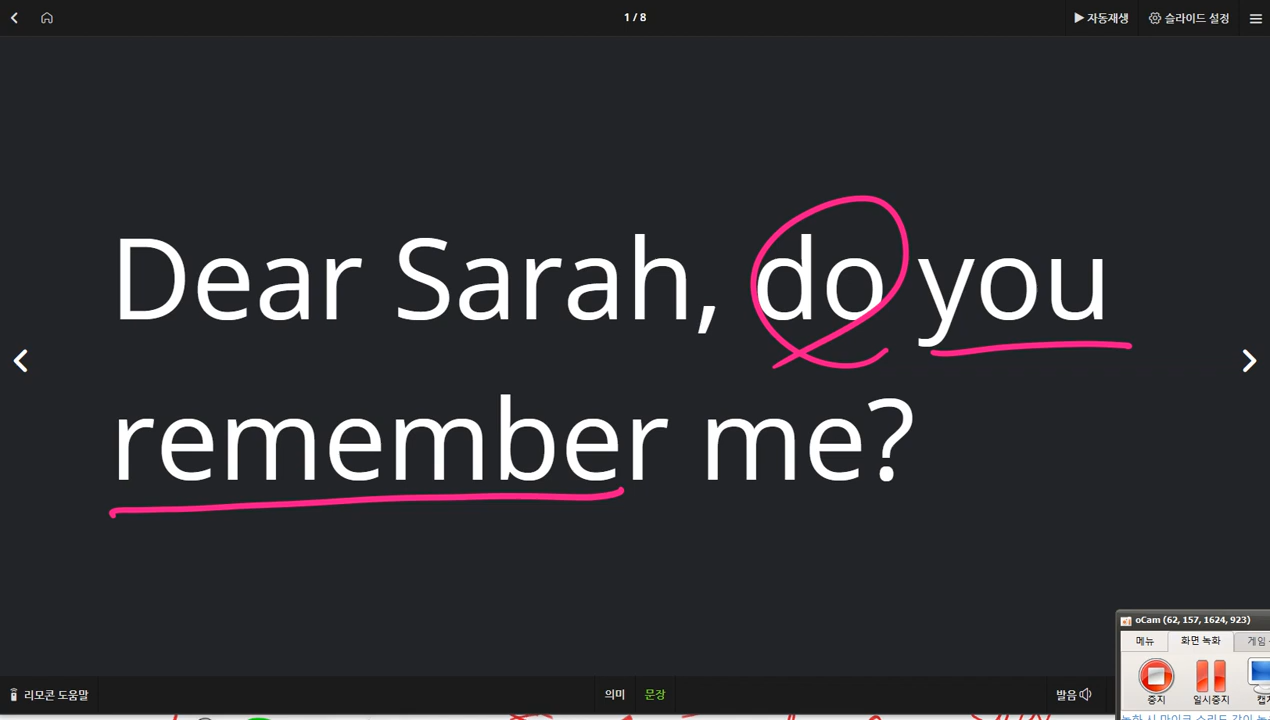 1 / 8
자동재생
슬라이드 설정
Dear Sarah, do you
remember me?
oCam (62, 157, 1624, 923)
메뉴
화면 녹화
게임
중지
일시중지
리모콘 도움말
의미
문장
발음